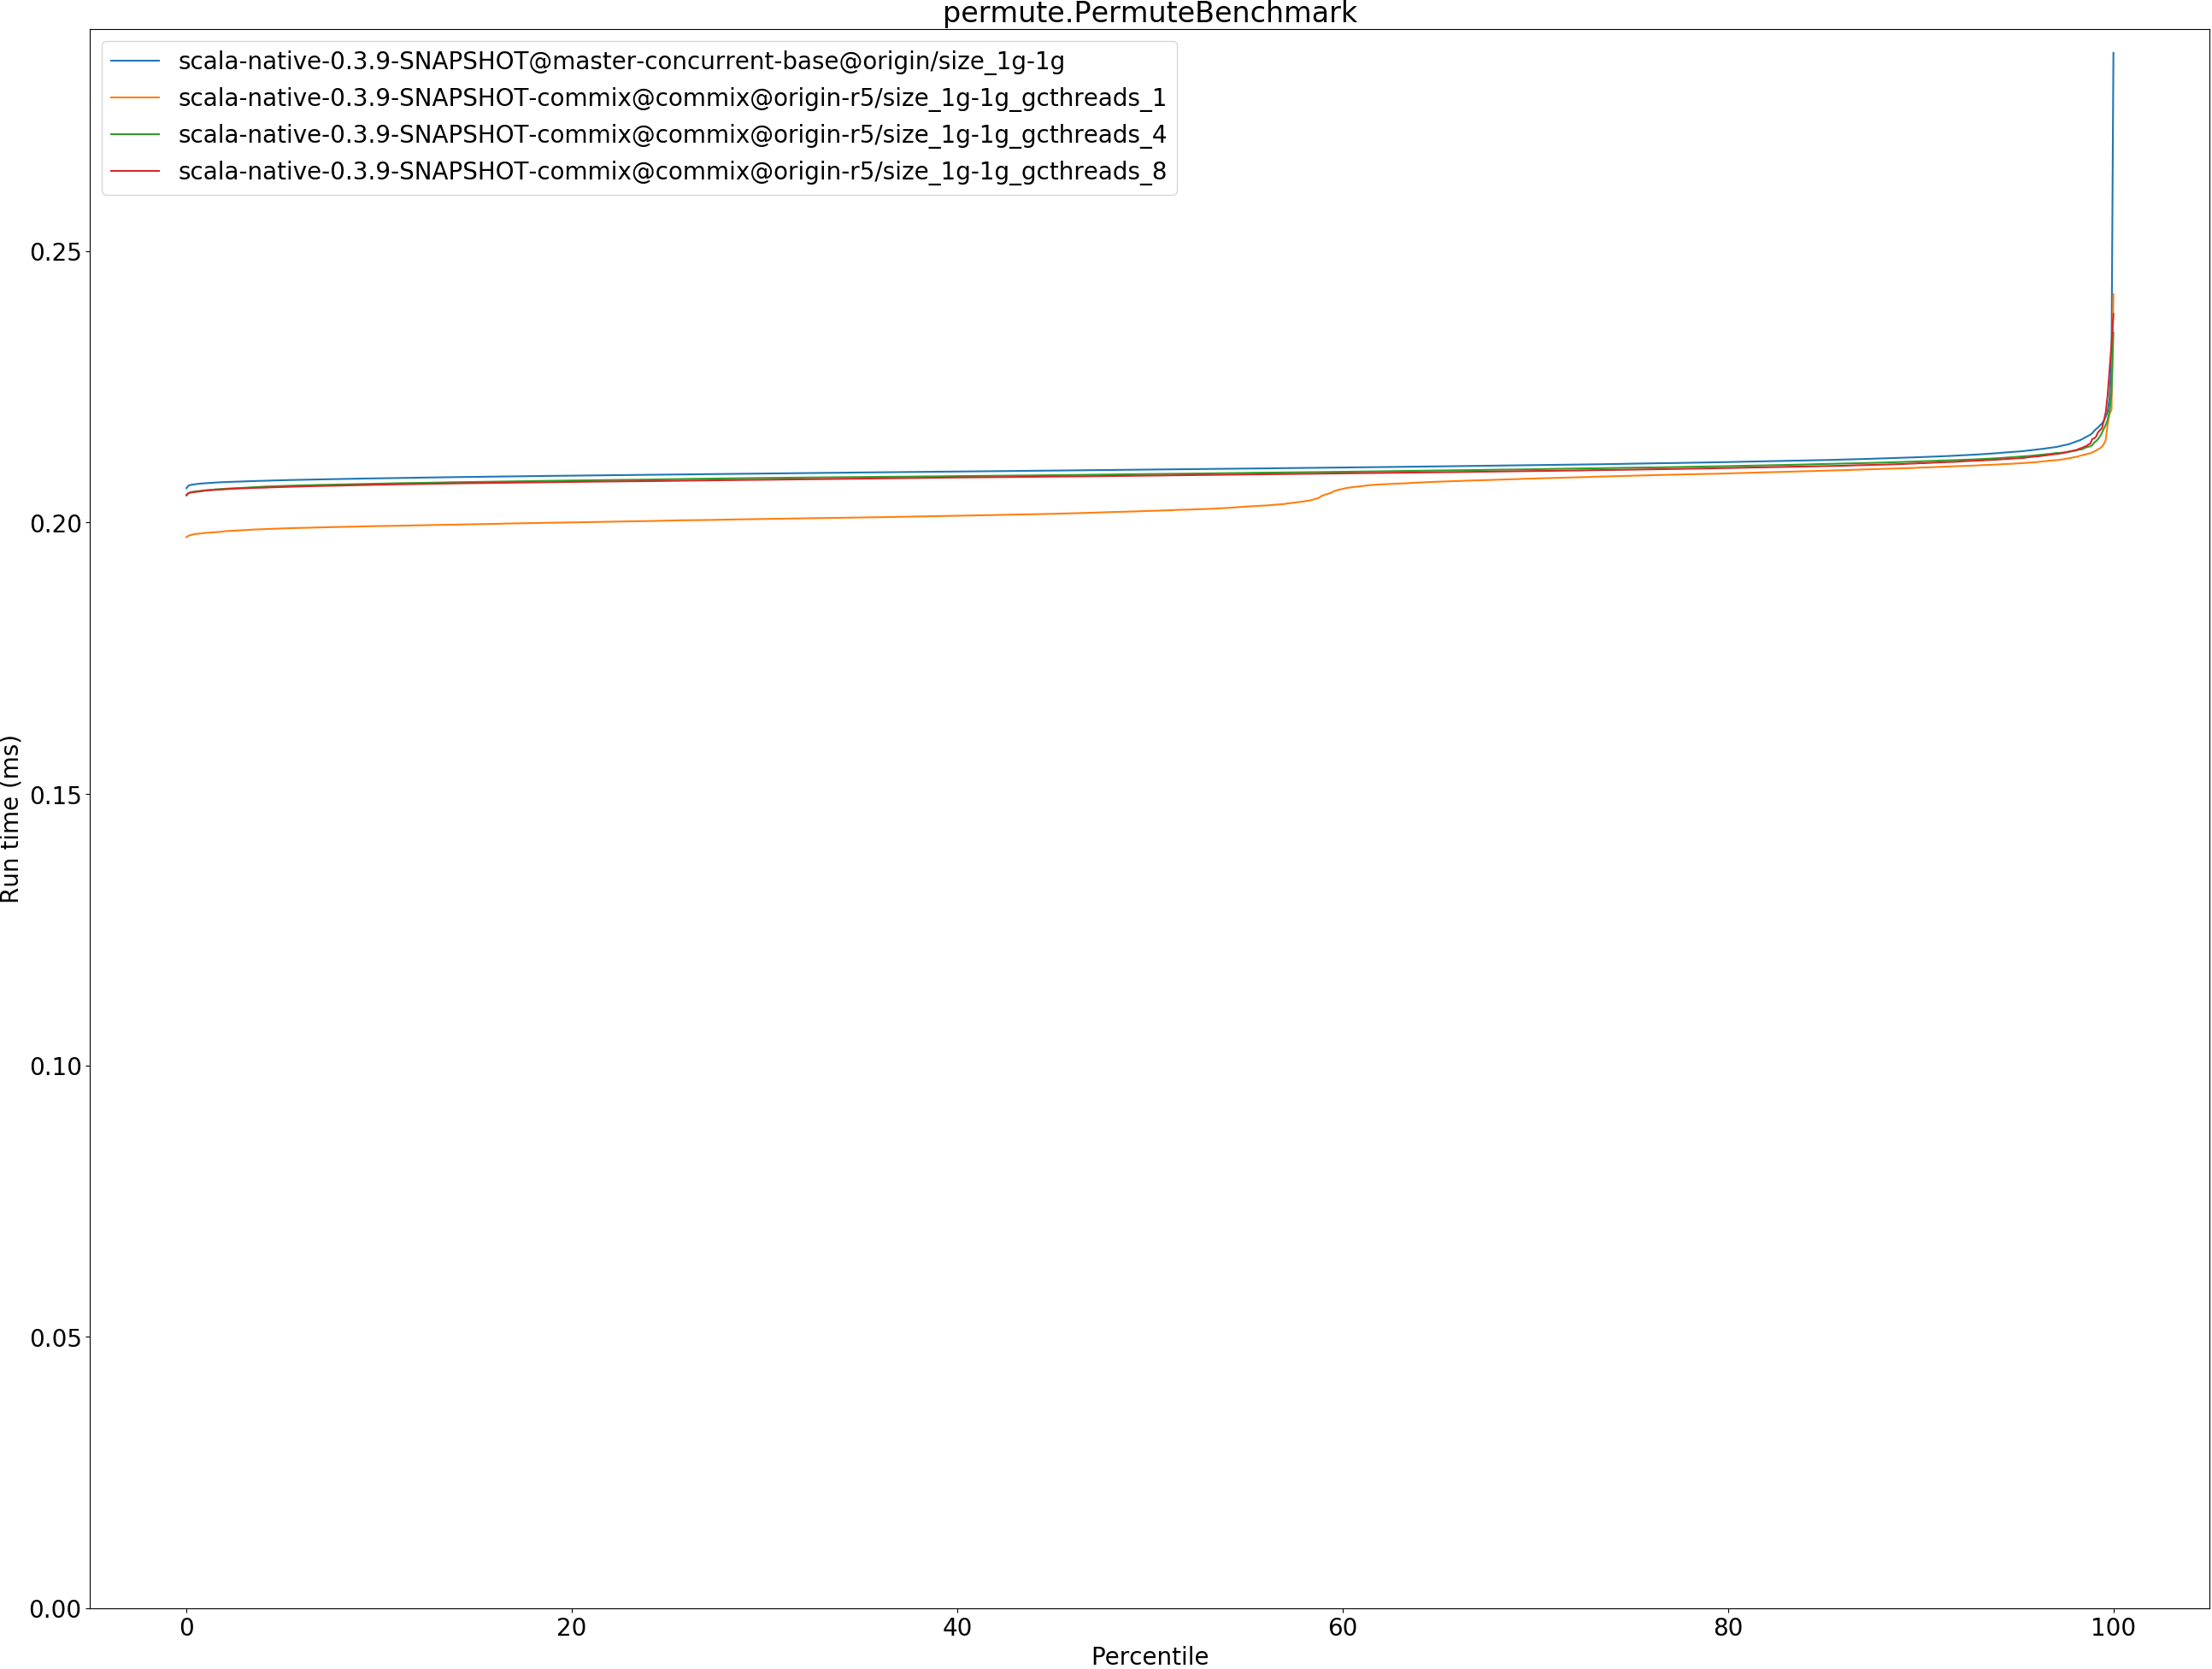 permute.PermuteBenchmark
scala-native-0.3.9-SNAPSHOT@master-concurrent-base@origin/size_1g-1g
scala-native-0.3.9-SNAPSHOT-commix@commix@origin-r5/size_1g-1g_gcthreads_1
scala-native-0.3.9-SNAPSHOT-commix@commix@origin-r5/size_1g-1g_gcthreads_4
scala-native-0.3.9-SNAPSHOT-commix@commix@origin-r5/size_1g-1g_gcthreads_8
0.25
0.20
0.15
0.10
0.05
0.00
Run time (ms)
0 20 40 60 80 100
Percentile